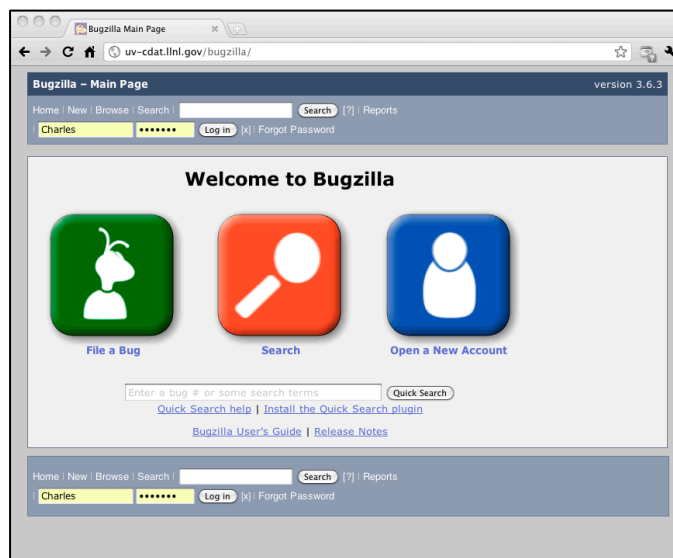 Bugzilla Main Page
uv-cdat.llnl.gov/bugzilla/
Bugzilla – Main Page version 3.6.3
Home | New | Browse | Search | Search [?] | Reports
| Charles ••••••• Log in [x] | Forgot Password
Welcome to Bugzilla
File a Bug Search Open a New Account
Enter a bug # or some search terms Quick Search
Quick Search help | Install the Quick Search plugin
Bugzilla User's Guide | Release Notes
Home | New | Browse | Search | Search [?] | Reports
| Charles ••••••• Log in [x] | Forgot Password